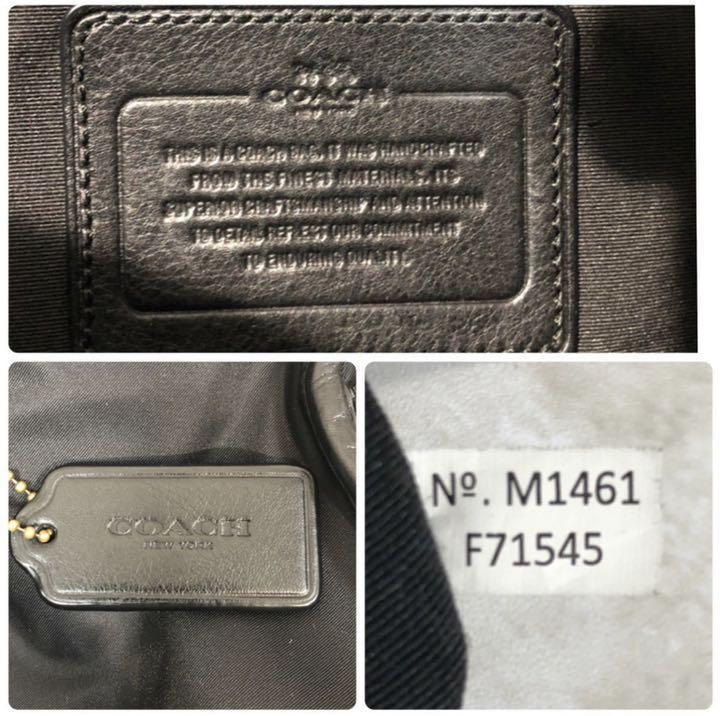 COACH
THIS IS A COACH BAG. IT WAS HANDCRAFTED
FROM THE FINEST MATERIALS. ITS
SUPERIOR CRAFTSMANSHIP AND ATTENTION
TO DETAIL REFLECT OUR COMMITMENT
TO ENDURING QUALITY.
COACH
NEW YORK
Nº. M1461
F71545